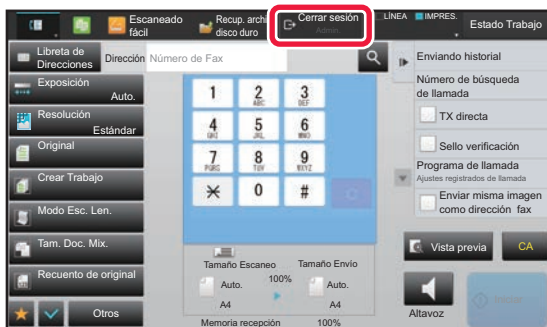 Escaneado
fácil
Recup. archi
disco duro
Cerrar sesión
Admin.
LÍNEA
IMPRES.
Estado Trabajo
Libreta de
Direcciones
Dirección
Número de Fax
Exposición
Auto.
Resolución
Estándar
Original
Crear Trabajo
Modo Esc. Len.
Tam. Doc. Mix.
Recuento de original
Otros
1
2
ABC
3
DEF
4
GHI
5
JKL
6
MNO
7
PQRS
8
TUV
9
WXYZ
0
#
C
Tamaño Escaneo
Tamaño Envío
100%
Auto.
Auto.
A4
A4
Memoria recepción
100%
Enviando historial
Número de búsqueda
de llamada
TX directa
Sello verificación
Programa de llamada
Ajustes registrados de llamada
Enviar misma imagen
como dirección fax
Vista previa
CA
Altavoz